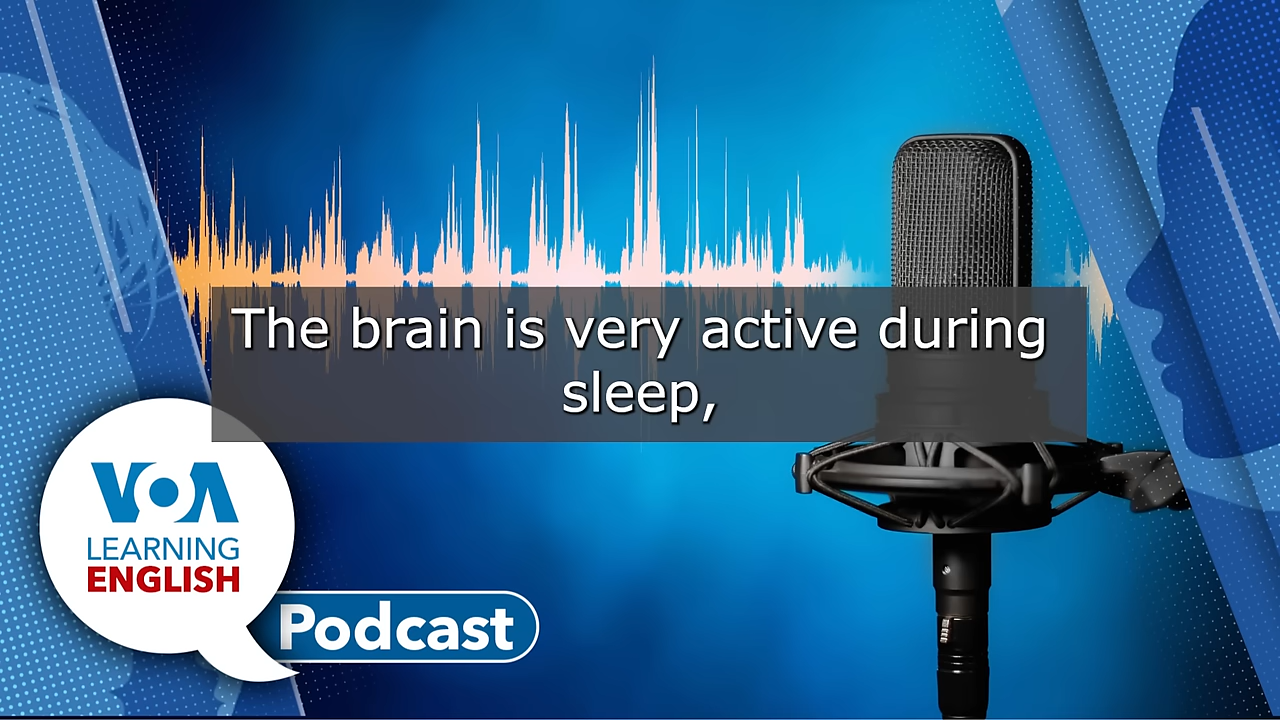 The brain is very active during
sleep,
VOA
LEARNING
ENGLISH
Podcast